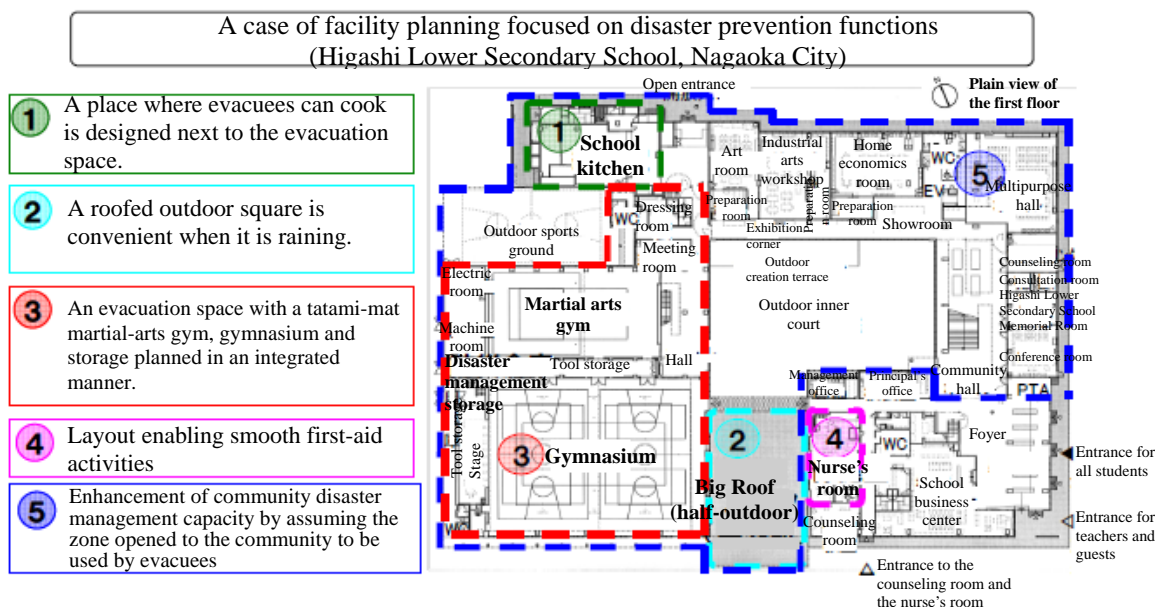 A case of facility planning focused on disaster prevention functions
(Higashi Lower Secondary School, Nagaoka City)
1
A place where evacuees can cook
is designed next to the evacuation
space.
2
A roofed outdoor square is
convenient when it is raining.
3
An evacuation space with a tatami-mat
martial-arts gym, gymnasium and
storage planned in an integrated
manner.
4
Layout enabling smooth first-aid
activities
5
Enhancement of community disaster
management capacity by assuming the
zone opened to the community to be
used by evacuees
Open entrance
Plain view of
the first floor
1
School
kitchen
Art
room
Industrial
arts
workshop
Home
economics
room
WC
EV
5
Multipurpose
hall
Preparation
room
Preparation
room
Preparation
room
Showroom
Exhibition
corner
WC
Dressing
room
Outdoor sports
ground
Meeting
room
Outdoor
creation terrace
Outdoor inner
court
Counseling room
Consultation room
Higashi Lower
Secondary School
Memorial Room
Conference room
Electric
room
Martial arts
gym
Machine
room
Disaster
management
storage
Tool storage
Hall
Management
office
Principal's
office
Community
hall
PTA
Tool storage
Stage
3
Gymnasium
2
Big Roof
(half-outdoor)
4
Nurse's
room
WC
Foyer
School
business
center
Counseling
room
WC
Entrance for
all students
Entrance for
teachers and
guests
Entrance to the
counseling room and
the nurse's room